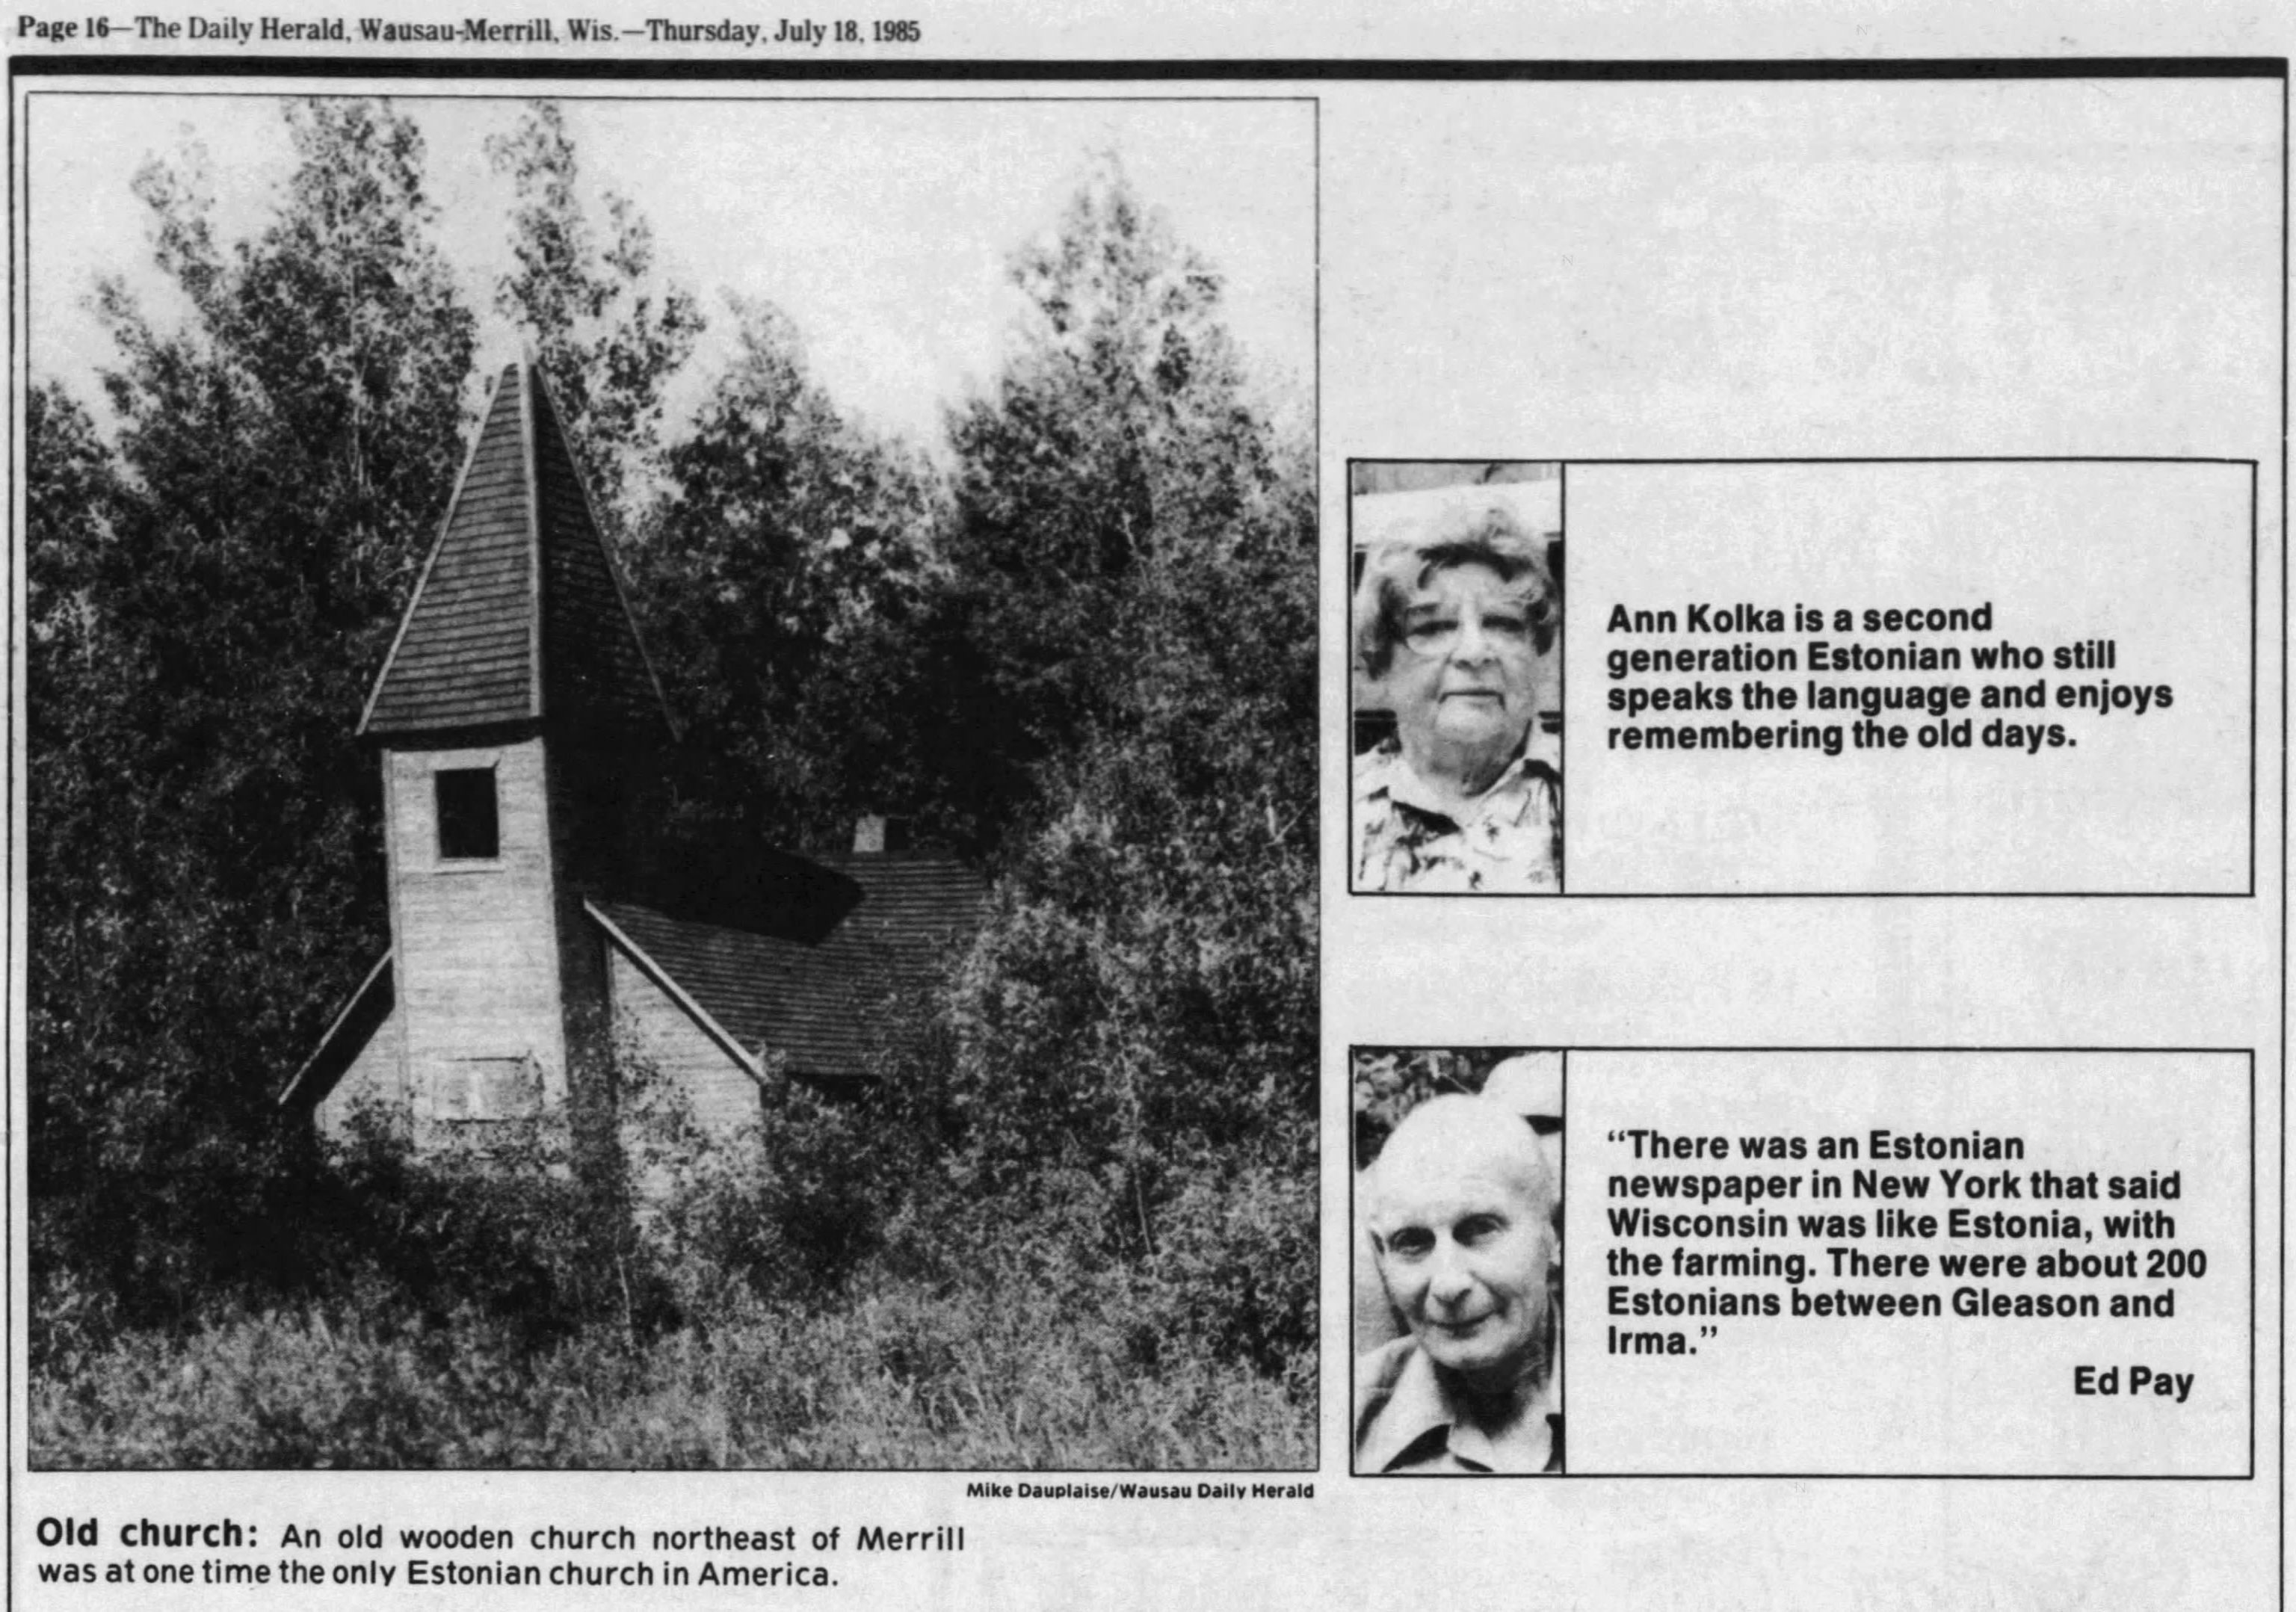 Page 16—The Daily Herald, Wausau-Merrill, Wis.—Thursday, July 18, 1985
Ann Kolka is a second
generation Estonian who still
speaks the language and enjoys
remembering the old days.
“There was an Estonian
newspaper in New York that said
Wisconsin was like Estonia, with
the farming. There were about 200
Estonians between Gleason and
Irma.”
Ed Pay
Mike Dauplaise/Wausau Daily Herald
Old church: An old wooden church northeast of Merrill
was at one time the only Estonian church in America.